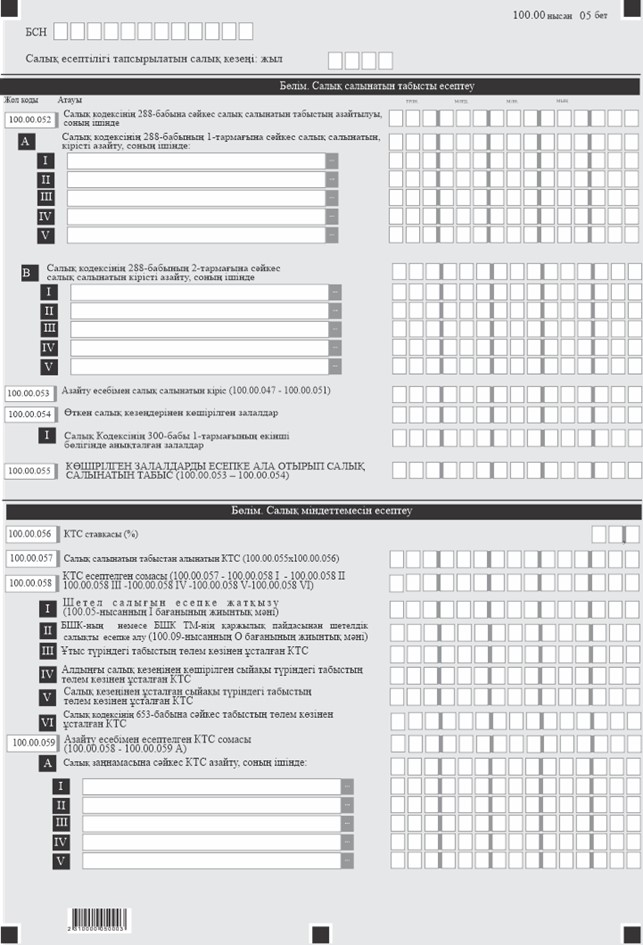 100.00 нысан 05 бет
БСН
Салық есептілігі тапсырылатын салық кезеңі: жыл
Бөлім. Салық салынатын табысты есептеу
Жол коды Атауы
трлн. млрд. млн. мың.
100.00.052 Салық кодексінің 288-бабына сәйкес салық салынатын табыстың азайтылуы,
соның ішінде
A Салық кодексінің 288-бабының 1-тармағына сәйкес салық салынатын,
кірісті азайту, соның ішінде:
I
II
III
IV
V
B Салық кодексінің 288-бабының 2-тармағына сәйкес
салық салынатын кірісті азайту, соның ішінде
I
II
III
IV
V
100.00.053 Азайту есебімен салық салынатын кіріс (100.00.047 - 100.00.051)
100.00.054 Өткен салық кезеңдерінен көшірілген залалдар
I Салық Кодексінің 300-бабы 1-тармағының екінші
бөлігінде анықталған залалдар
100.00.055 КӨШІРІЛГЕН ЗАЛАЛДАРДЫ ЕСЕПКЕ АЛА ОТЫРЫП САЛЫҚ
САЛЫНАТЫН ТАБЫС (100.00.053 – 100.00.054)
Бөлім. Салық міндеттемесін есептеу
100.00.056 КТС ставкасы (%)
100.00.057 Салық салынатын табыстан алынатын КТС (100.00.055х100.00.056)
100.00.058 КТС есептелген сомасы (100.00.057 - 100.00.058 I - 100.00.058 II
100.00.058 III -100.00.058 IV -100.00.058 V-100.00.058 VI)
I Шетел салығын есепке жатқызу
(100.05-нысанның I бағанының жиынтық мәні)
II БШК-ның немесе БШК ТМ-нің қаржылық пайдасынан шетелдік
салықты есепке алу (100.09-нысанның О бағанының жиынтық мәні)
III Ұтыс түріндегі табыстың төлем көзінен ұсталған КТС
IV Алдыңғы салық кезеңінен көшірілген сыйақы түріндегі табыстың
төлем көзінен ұсталған КТС
V Салық кезеңінен ұсталған сыйақы түріндегі табыстың
төлем көзінен ұсталған КТС
VI Салық кодексінің 653-бабына сәйкес табыстың төлем көзінен
ұсталған КТС
100.00.059 Азайту есебімен есептелген КТС сомасы
(100.00.058 - 100.00.059 А)
A Салық заңнамасына сәйкес КТС азайту, соның ішінде:
I
II
III
IV
V